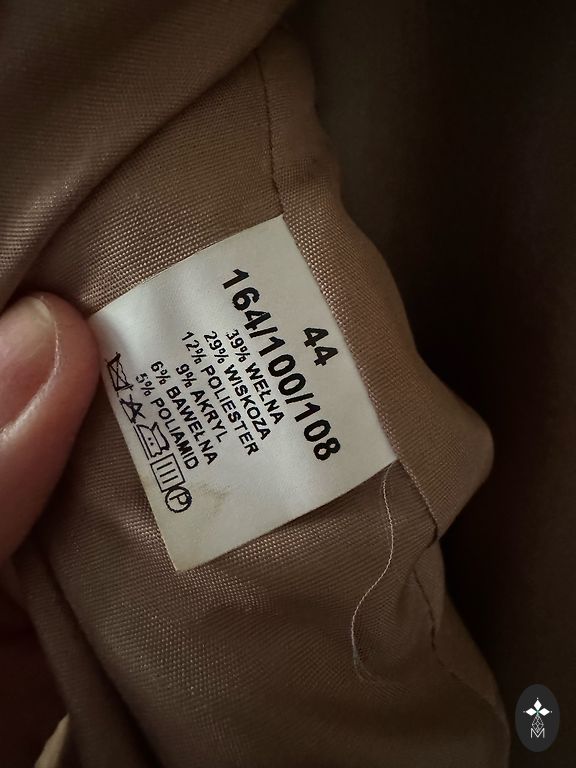 44
164/100/108
39% WEŁNA
29% WISKOZA
12% POLIESTER
9% AKRYL
6% BAWEŁNA
5% POLIAMID
P
M